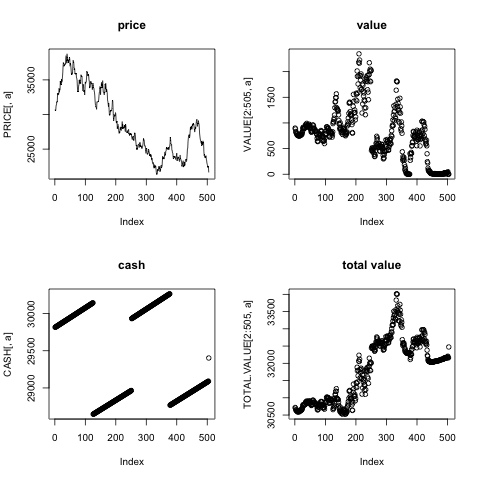 price
PRICE[, a]
35000
25000
0 100 200 300 400 500
Index
value
VALUE[2:505, a]
1500
500
0
0 100 200 300 400 500
Index
cash
CASH[, a]
30000
29500
29000
0 100 200 300 400 500
Index
total value
TOTAL.VALUE[2:505, a]
33500
32000
30500
0 100 200 300 400 500
Index